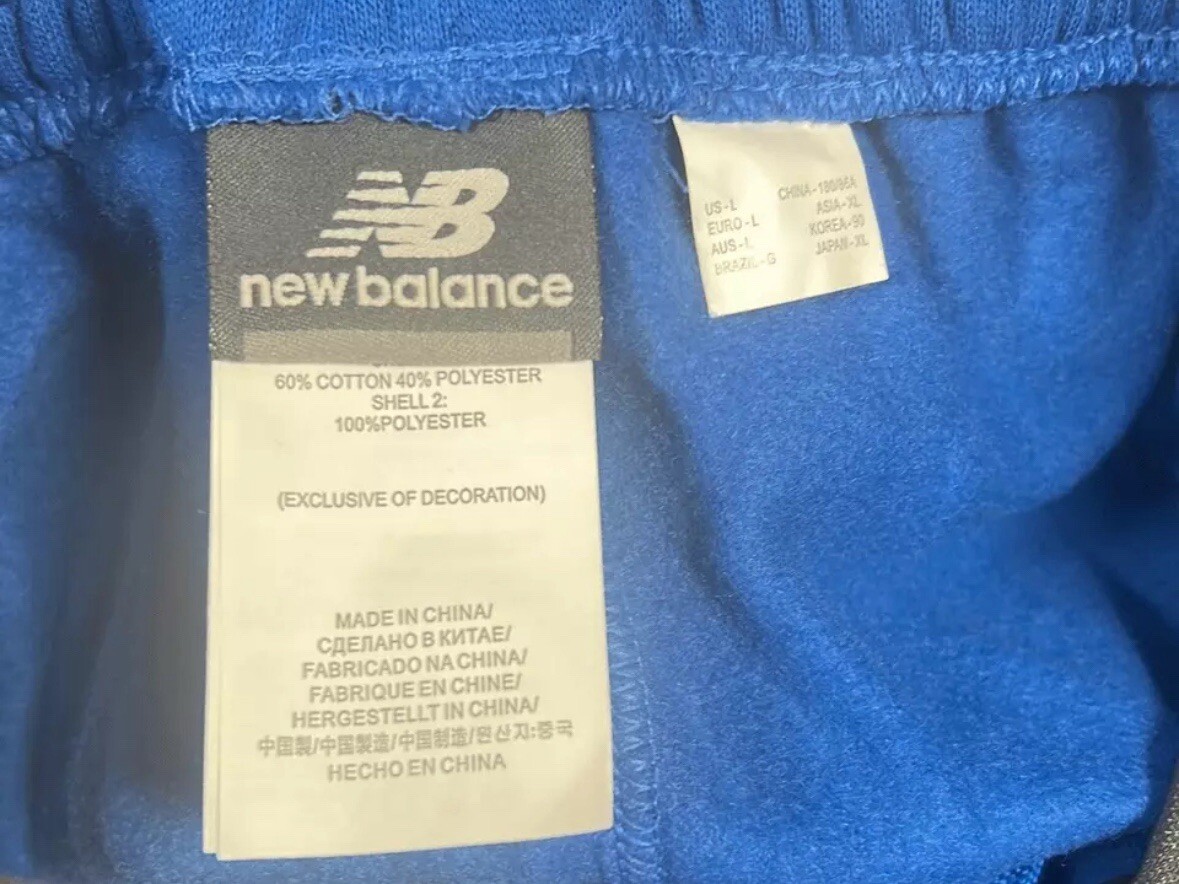 NB
new balance
60% COTTON 40% POLYESTER
SHELL 2:
100%POLYESTER
(EXCLUSIVE OF DECORATION)
MADE IN CHINA/
СДЕЛАНО В КИТАЕ/
FABRICADO NA CHINA/
FABRIQUE EN CHINE/
HERGESTELLT IN CHINA/
中国製/中国製造/中国制造/원산지:중국
HECHO EN CHINA
US-L CHINA-180/86A
EURO-L ASIA-XL
AUS-L KOREA-90
BRAZIL-G JAPAN-XL